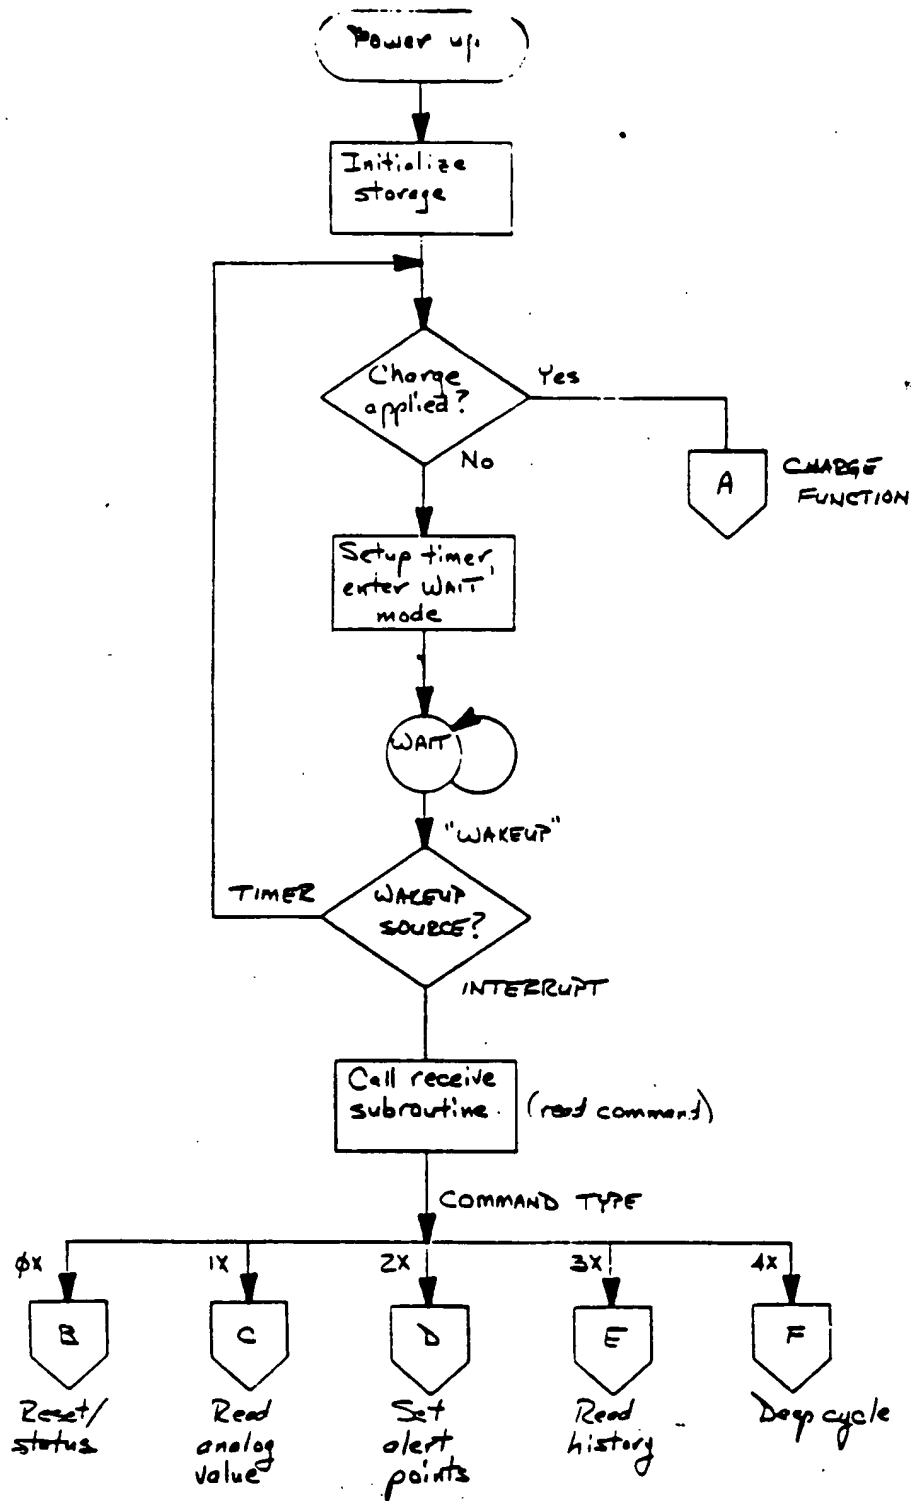 Power up
Initialize
storage
Charge
applied?
Yes
No
A
CHARGE
FUNCTION
Setup timer,
enter WAIT
mode
WAIT
"WAKEUP"
TIMER
WAKEUP
SOURCE?
INTERRUPT
Call receive
subroutine.
(read command)
COMMAND TYPE
øx 1x 2x 3x 4x
B C D E F
Reset/
status
Read
analog
value
Set
alert
points
Read
history
Deep cycle